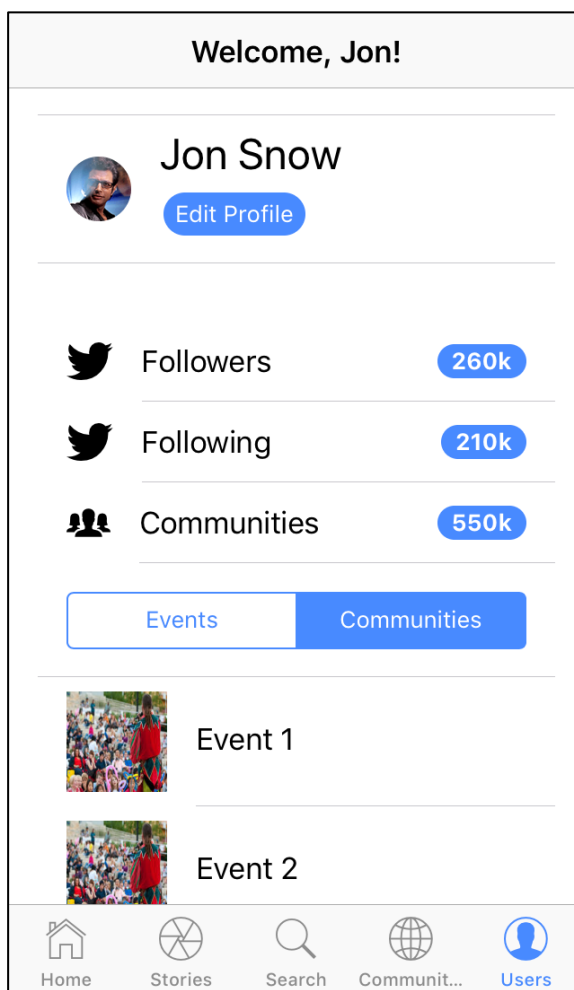 Welcome, Jon!
Jon Snow
Edit Profile
Followers 260k
Following 210k
Communities 550k
Events Communities
Event 1
Event 2
Home Stories Search Communit... Users